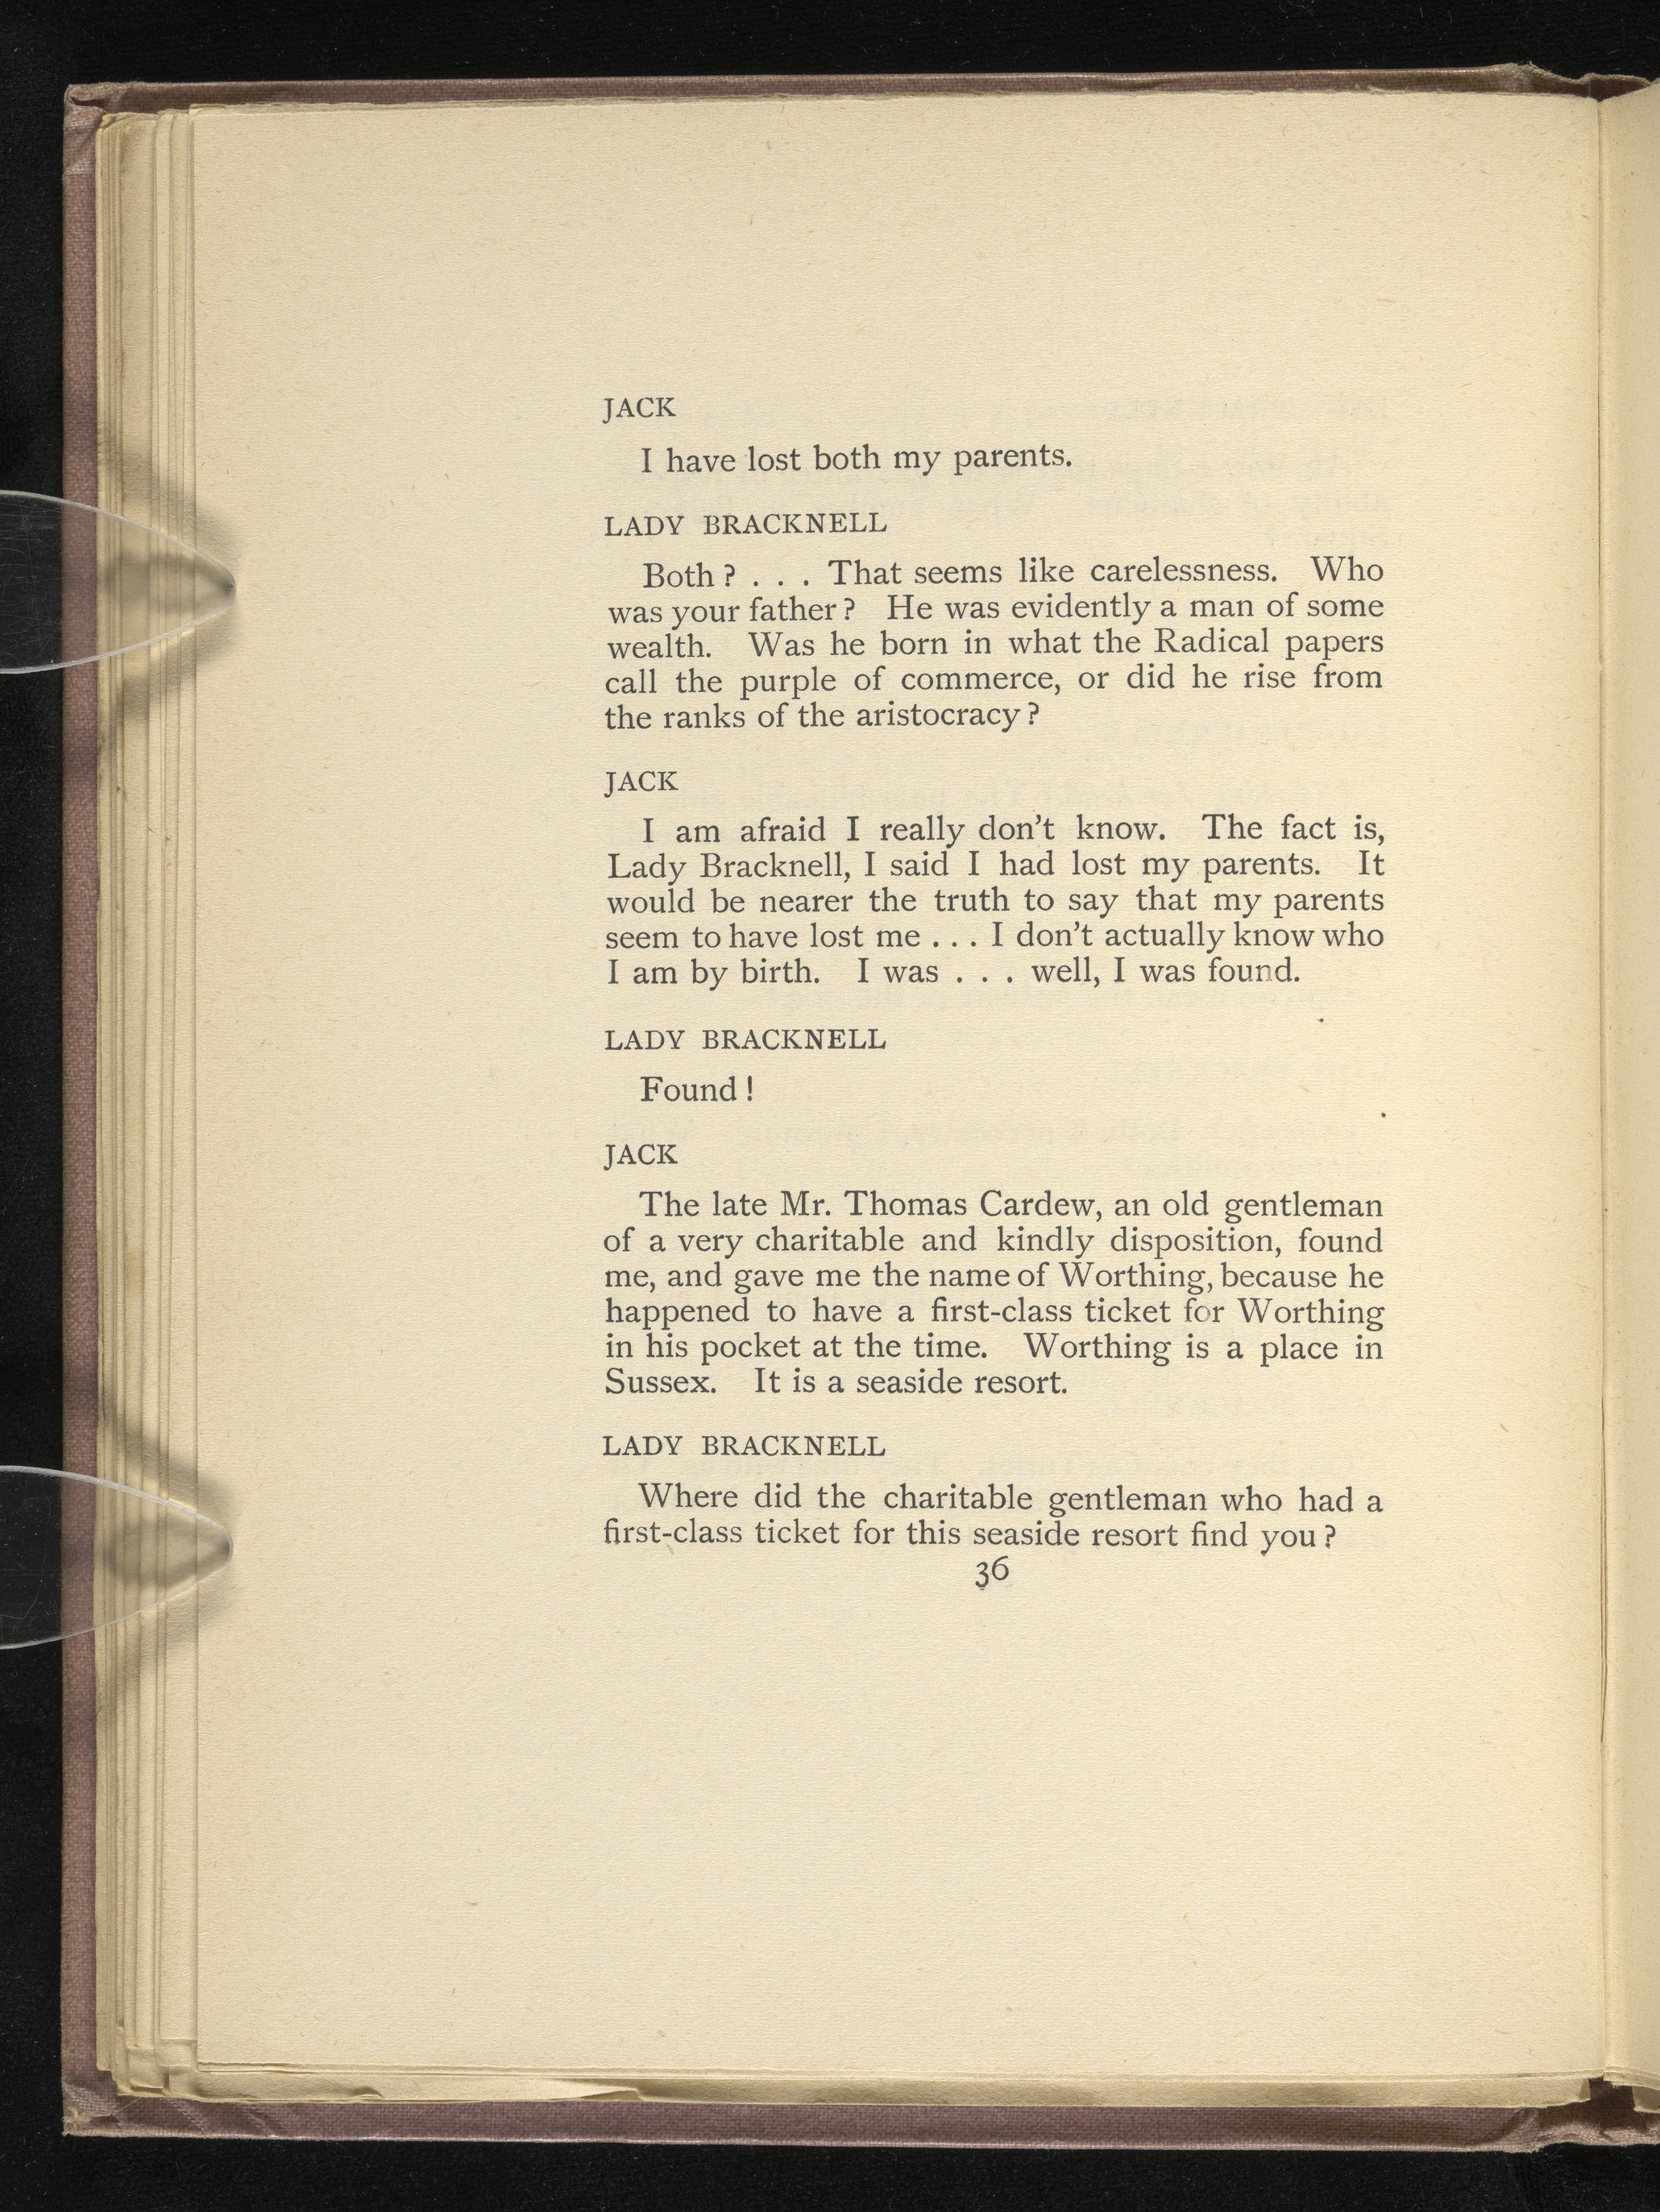 JACK
I have lost both my parents.
LADY BRACKNELL
Both? . . . That seems like carelessness. Who
was your father? He was evidently a man of some
wealth. Was he born in what the Radical papers
call the purple of commerce, or did he rise from
the ranks of the aristocracy?
JACK
I am afraid I really don't know. The fact is,
Lady Bracknell, I said I had lost my parents. It
would be nearer the truth to say that my parents
seem to have lost me . . . I don't actually know who
I am by birth. I was . . . well, I was found.
LADY BRACKNELL
Found!
JACK
The late Mr. Thomas Cardew, an old gentleman
of a very charitable and kindly disposition, found
me, and gave me the name of Worthing, because he
happened to have a first-class ticket for Worthing
in his pocket at the time. Worthing is a place in
Sussex. It is a seaside resort.
LADY BRACKNELL
Where did the charitable gentleman who had a
first-class ticket for this seaside resort find you?
36